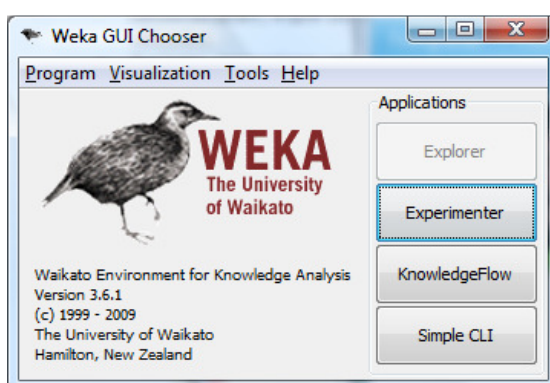 Weka GUI Chooser
Program Visualization Tools Help
WEKA
The University
of Waikato
Waikato Environment for Knowledge Analysis
Version 3.6.1
(c) 1999 - 2009
The University of Waikato
Hamilton, New Zealand
Applications
Explorer
Experimenter
KnowledgeFlow
Simple CLI